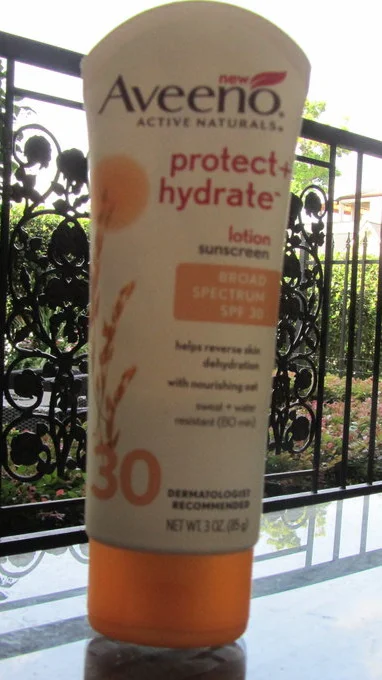 new
Aveeno®
ACTIVE NATURALS®
protect+
hydrate™
lotion
sunscreen
BROAD
SPECTRUM
SPF 30
helps reverse skin
dehydration
with nourishing oat
sweat + water
resistant (80 min)
30
DERMATOLOGIST
RECOMMENDED
NET WT. 3 OZ. (85 g)